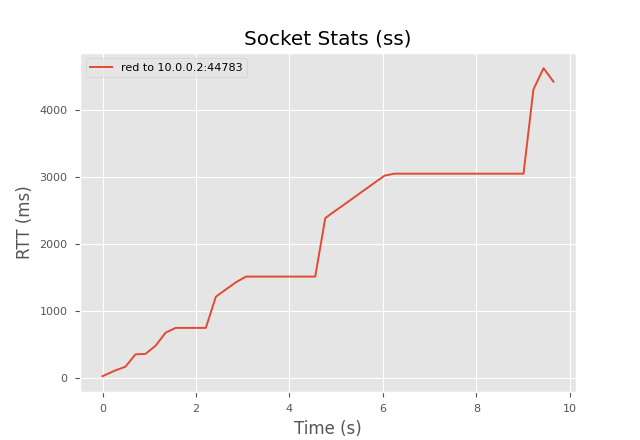 Socket Stats (ss)
red to 10.0.0.2:44783
4000
3000
2000
1000
0
RTT (ms)
0 2 4 6 8 10
Time (s)